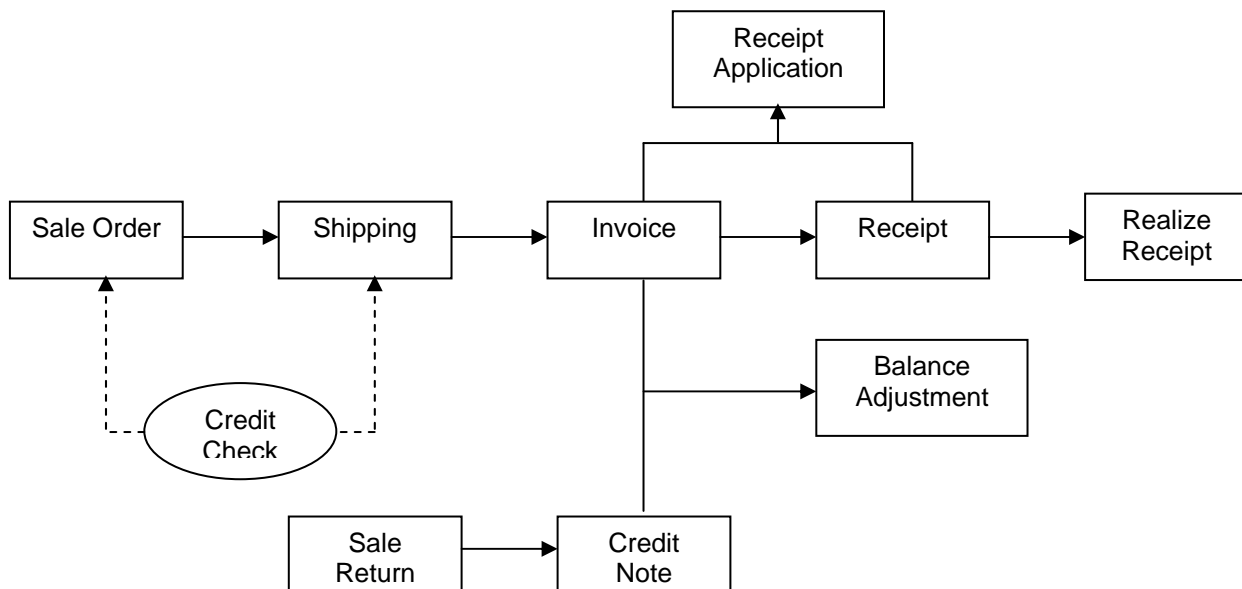 Receipt
Application
Sale Order
Shipping
Invoice
Receipt
Realize
Receipt
Balance
Adjustment
Credit
Check
Sale
Return
Credit
Note